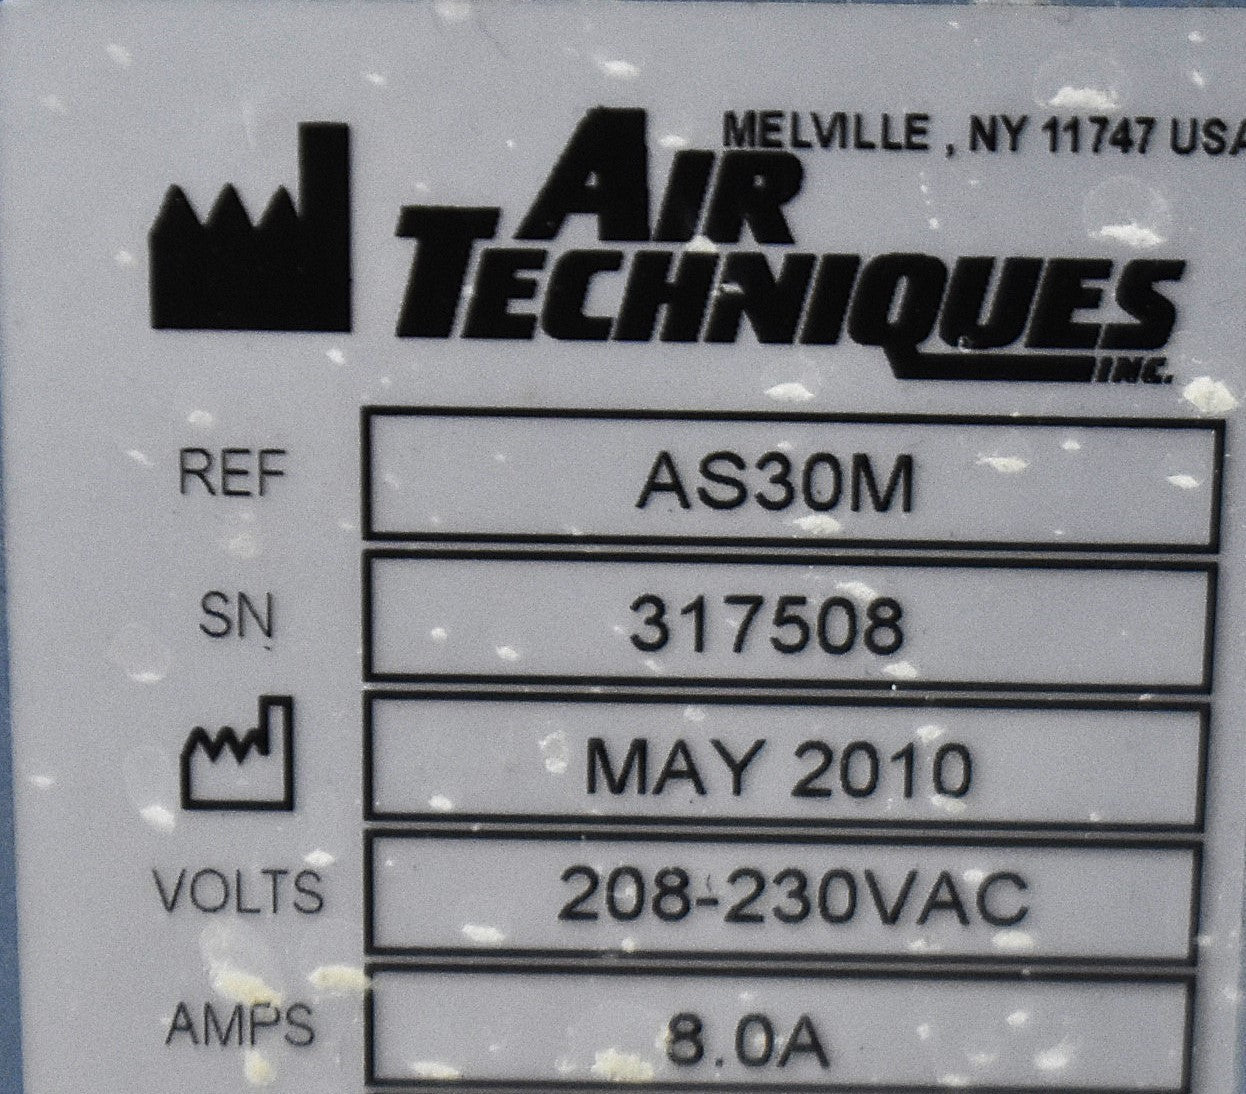 MELVILLE, NY 11747 USA
AIR
TECHNIQUES
INC.
REF AS30M
SN 317508
MAY 2010
VOLTS 208-230VAC
AMPS 8.0A